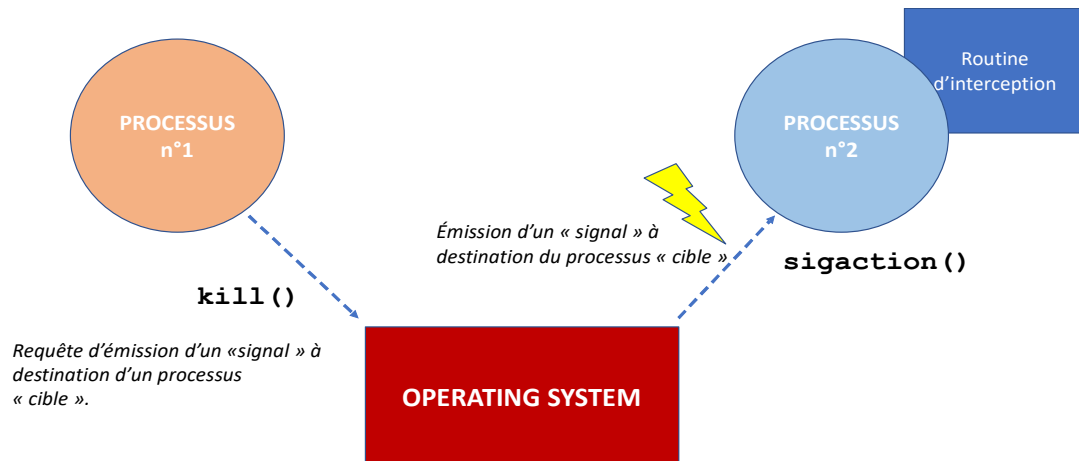 PROCESSUS
n°1
PROCESSUS
n°2
Routine
d’interception
Émission d’un « signal » à
destination du processus « cible »
sigaction()
kill()
Requête d’émission d’un «signal » à
destination d’un processus
« cible ».
OPERATING SYSTEM